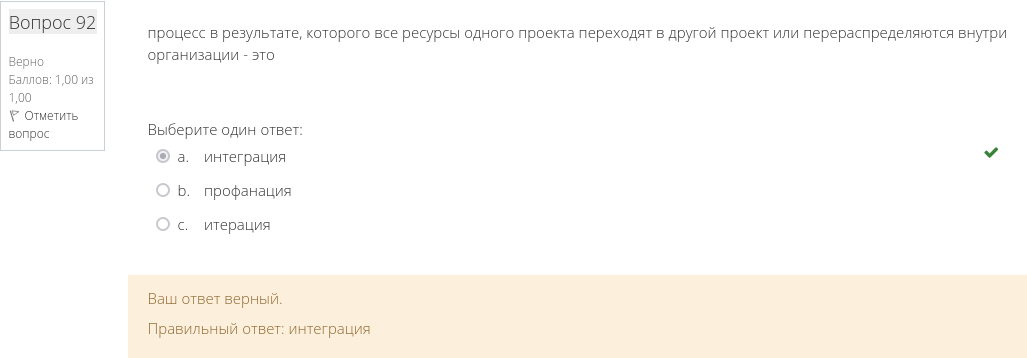 Вопрос 92
Верно
Баллов: 1,00 из
1,00
Отметить
вопрос
процесс в результате, которого все ресурсы одного проекта переходят в другой проект или перераспределяются внутри
организации - это
Выберите один ответ:
a. интеграция
b. профанация
c. итерация
Ваш ответ верный.
Правильный ответ: интеграция